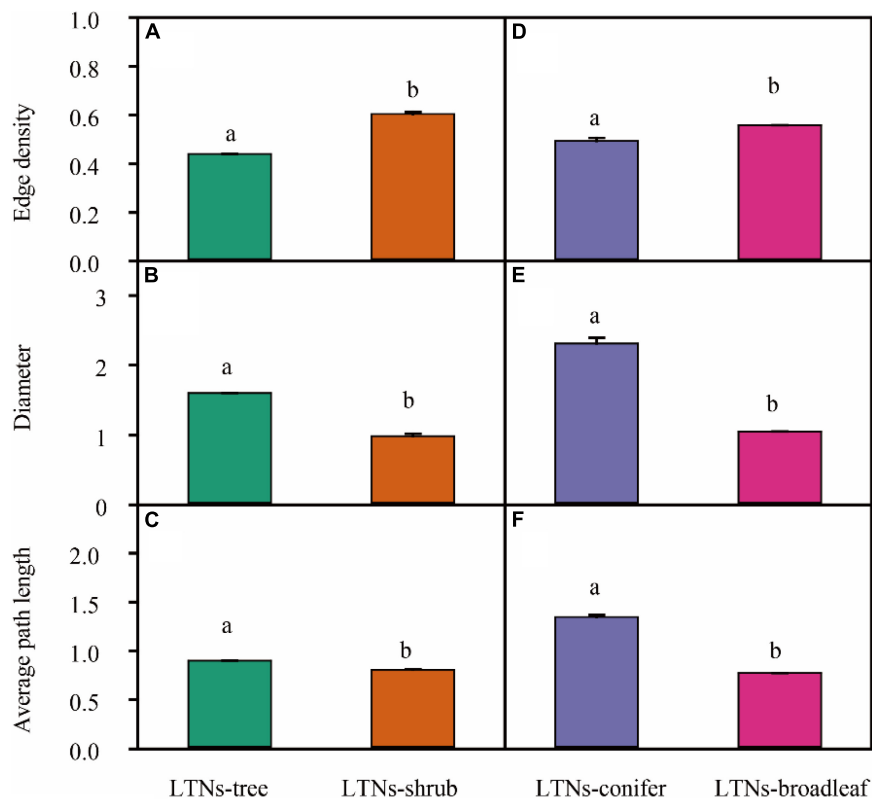 A
D
1.0
0.8
0.6
0.4
0.2
0.0
Edge density
a
b
a
b
B
E
3
2
1
0
Diameter
a
b
a
b
C
F
2.0
1.5
1.0
0.5
0.0
Average path length
a
b
a
b
LTNs-tree
LTNs-shrub
LTNs-conifer
LTNs-broadleaf